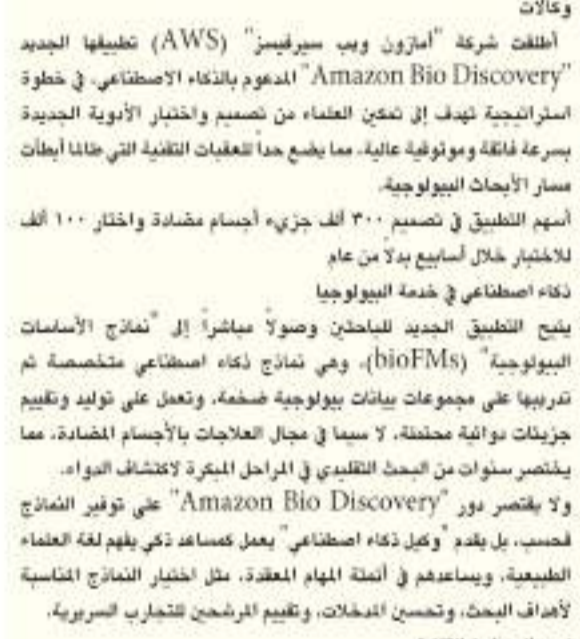 وكالات
أطلقت شركة "أمازون ويب سيرفيسز" (AWS) تطبيقها الجديد
"Amazon Bio Discovery" المدعوم بالذكاء الاصطناعي، في خطوة
استراتيجية تهدف إلى تمكين العلماء من تصميم واختبار الأدوية الجديدة
بسرعة فائقة وموثوقية عالية، مما يضع حداً للعقبات التقنية التي طالما أبطأت
مسار الأبحاث البيولوجية.
أسهم التطبيق في تصميم ٣٠٠ ألف جزيء أجسام مضادة واختار ١٠٠ ألف
للاختبار خلال أسابيع بدلاً من عام
ذكاء اصطناعي في خدمة البيولوجيا
يتيح التطبيق الجديد للباحثين وصولاً مباشراً إلى "نماذج الأساسات
البيولوجية" (bioFMs)، وهي نماذج ذكاء اصطناعي متخصصة تم
تدريبها على مجموعات بيانات بيولوجية ضخمة، وتعمل على توليد وتقييم
جزيئات دوائية محتملة، لا سيما في مجال العلاجات بالأجسام المضادة، مما
يختصر سنوات من البحث التقليدي في المراحل المبكرة لاكتشاف الدواء.
ولا يقتصر دور "Amazon Bio Discovery" على توفير النماذج
فحسب، بل يقدم "وكيل ذكاء اصطناعي" يعمل كمساعد ذكي يفهم لغة العلماء
الطبيعية، ويساعدهم في أتمتة المهام المعقدة، مثل اختيار النماذج المناسبة
لأهداف البحث، وتحسين المدخلات، وتقييم المرشحين للتجارب السريرية.